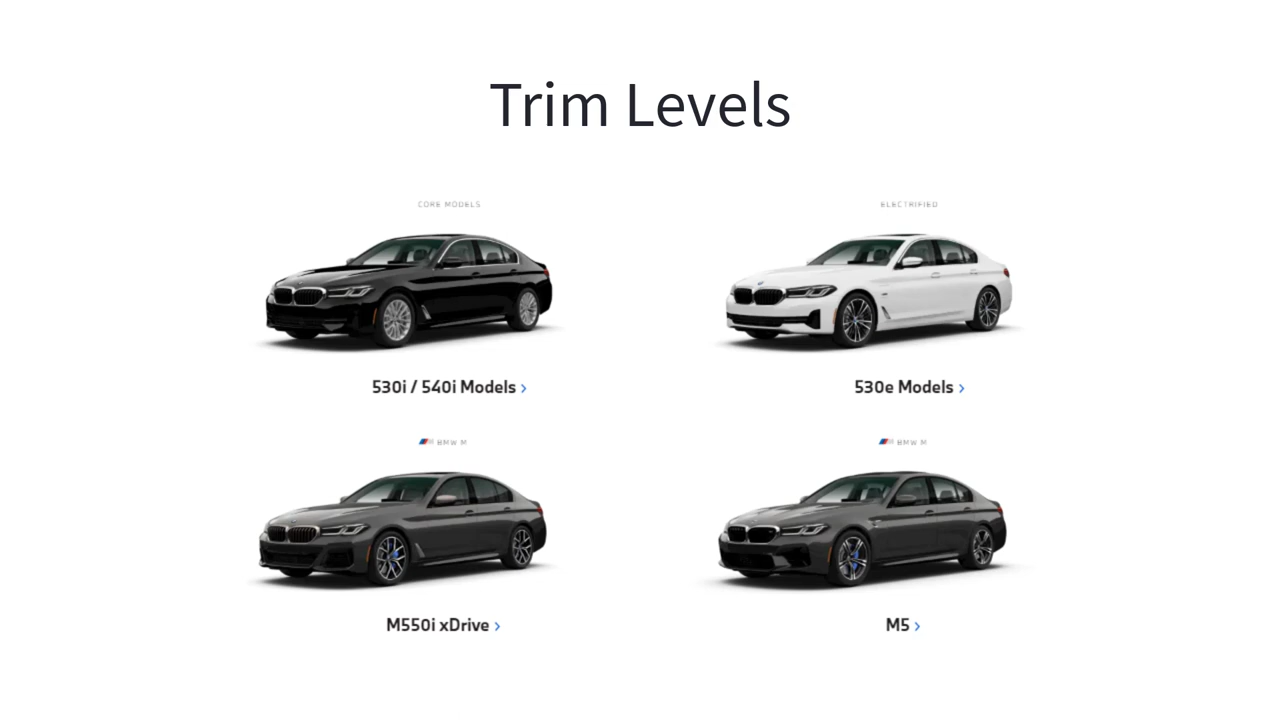 Trim Levels
CORE MODELS
ELECTRIFIED
530i / 540i Models ›
530e Models ›
BMW M
BMW M
M550i xDrive ›
M5 ›